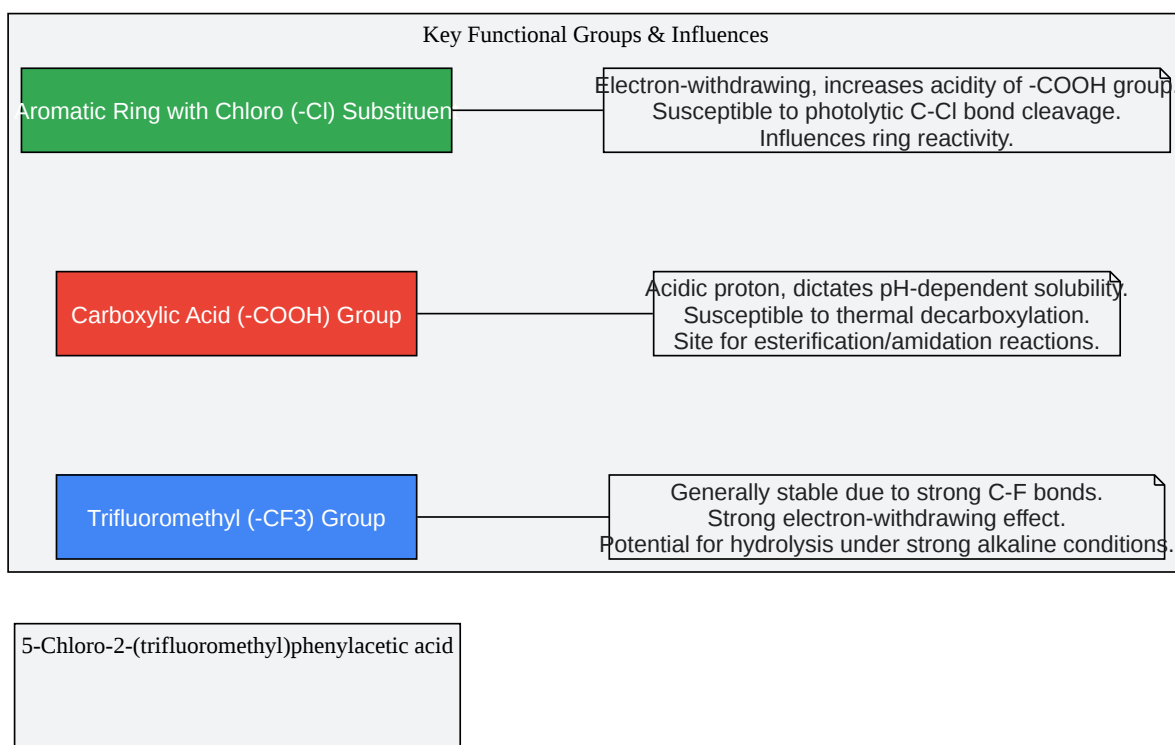 Key Functional Groups & Influences
Aromatic Ring with Chloro (-Cl) Substituen
Electron-withdrawing, increases acidity of -COOH group.
Susceptible to photolytic C-Cl bond cleavage.
Influences ring reactivity.
Carboxylic Acid (-COOH) Group
Acidic proton, dictates pH-dependent solubility.
Susceptible to thermal decarboxylation.
Site for esterification/amidation reactions.
Trifluoromethyl (-CF3) Group
Generally stable due to strong C-F bonds.
Strong electron-withdrawing effect.
Potential for hydrolysis under strong alkaline conditions.
5-Chloro-2-(trifluoromethyl)phenylacetic acid